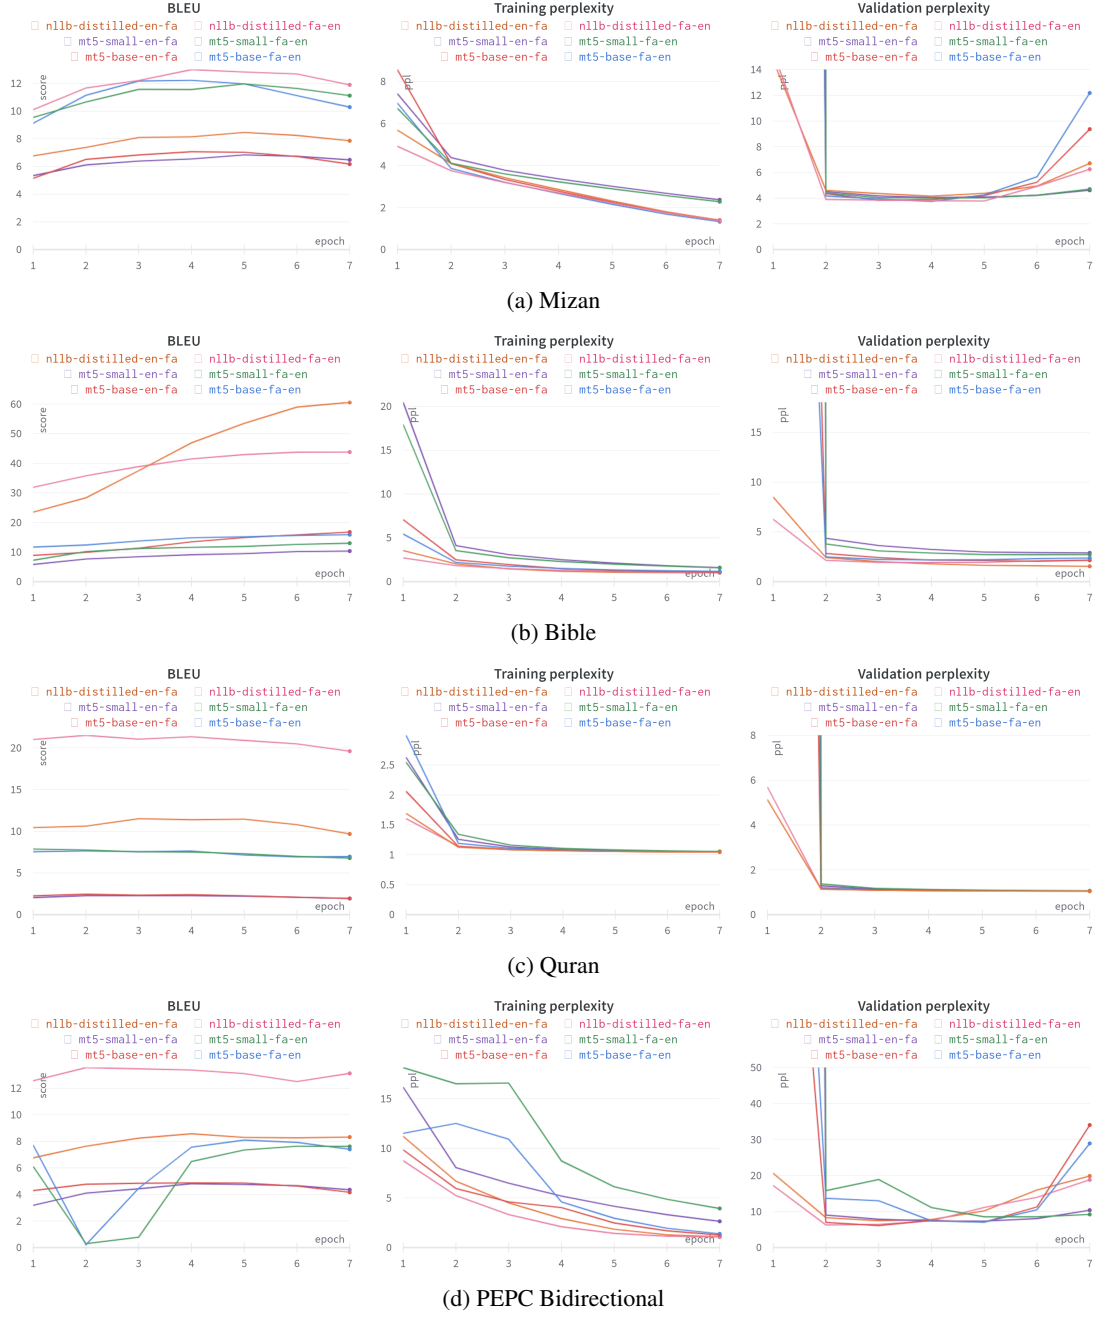 BLEU
nllb-distilled-en-fa nllb-distilled-fa-en
mt5-small-en-fa mt5-small-fa-en
mt5-base-en-fa mt5-base-fa-en
score
12
10
8
6
4
2
0
epoch
1 2 3 4 5 6 7
Training perplexity
nllb-distilled-en-fa nllb-distilled-fa-en
mt5-small-en-fa mt5-small-fa-en
mt5-base-en-fa mt5-base-fa-en
ppl
8
6
4
2
0
epoch
1 2 3 4 5 6 7
Validation perplexity
nllb-distilled-en-fa nllb-distilled-fa-en
mt5-small-en-fa mt5-small-fa-en
mt5-base-en-fa mt5-base-fa-en
ppl
14
12
10
8
6
4
2
0
epoch
1 2 3 4 5 6 7
(a) Mizan
BLEU
nllb-distilled-en-fa nllb-distilled-fa-en
mt5-small-en-fa mt5-small-fa-en
mt5-base-en-fa mt5-base-fa-en
score
60
50
40
30
20
10
0
epoch
1 2 3 4 5 6 7
Training perplexity
nllb-distilled-en-fa nllb-distilled-fa-en
mt5-small-en-fa mt5-small-fa-en
mt5-base-en-fa mt5-base-fa-en
ppl
20
15
10
5
0
epoch
1 2 3 4 5 6 7
Validation perplexity
nllb-distilled-en-fa nllb-distilled-fa-en
mt5-small-en-fa mt5-small-fa-en
mt5-base-en-fa mt5-base-fa-en
ppl
15
10
5
0
epoch
1 2 3 4 5 6 7
(b) Bible
BLEU
nllb-distilled-en-fa nllb-distilled-fa-en
mt5-small-en-fa mt5-small-fa-en
mt5-base-en-fa mt5-base-fa-en
score
20
15
10
5
0
epoch
1 2 3 4 5 6 7
Training perplexity
nllb-distilled-en-fa nllb-distilled-fa-en
mt5-small-en-fa mt5-small-fa-en
mt5-base-en-fa mt5-base-fa-en
ppl
2.5
2
1.5
1
0.5
0
epoch
1 2 3 4 5 6 7
Validation perplexity
nllb-distilled-en-fa nllb-distilled-fa-en
mt5-small-en-fa mt5-small-fa-en
mt5-base-en-fa mt5-base-fa-en
ppl
8
6
4
2
0
epoch
1 2 3 4 5 6 7
(c) Quran
BLEU
nllb-distilled-en-fa nllb-distilled-fa-en
mt5-small-en-fa mt5-small-fa-en
mt5-base-en-fa mt5-base-fa-en
score
12
10
8
6
4
2
0
epoch
1 2 3 4 5 6 7
Training perplexity
nllb-distilled-en-fa nllb-distilled-fa-en
mt5-small-en-fa mt5-small-fa-en
mt5-base-en-fa mt5-base-fa-en
ppl
15
10
5
0
epoch
1 2 3 4 5 6 7
Validation perplexity
nllb-distilled-en-fa nllb-distilled-fa-en
mt5-small-en-fa mt5-small-fa-en
mt5-base-en-fa mt5-base-fa-en
ppl
50
40
30
20
10
0
epoch
1 2 3 4 5 6 7
(d) PEPC Bidirectional